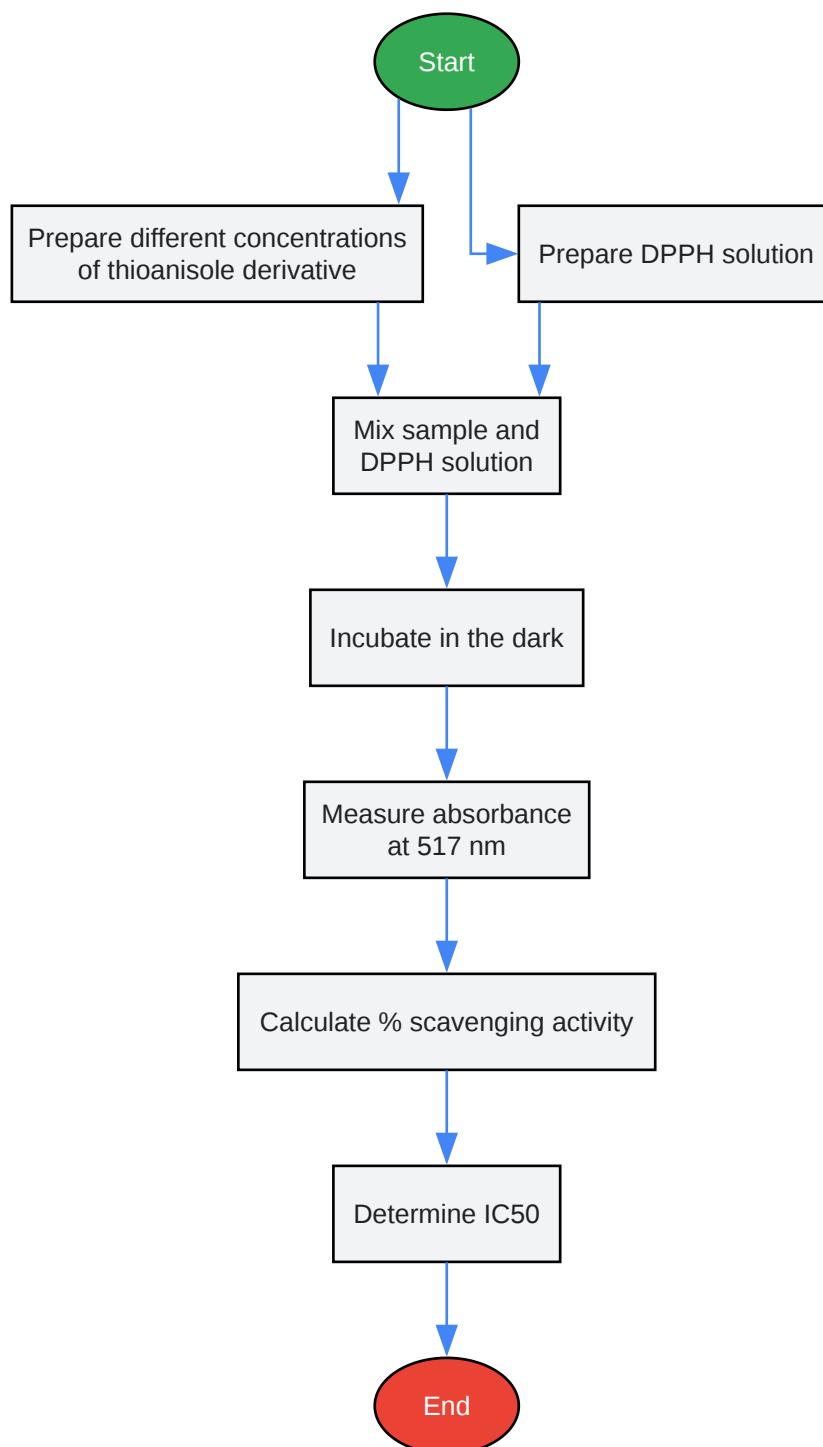 Start
Prepare different concentrations
of thioanisole derivative
Prepare DPPH solution
Mix sample and
DPPH solution
Incubate in the dark
Measure absorbance
at 517 nm
Calculate % scavenging activity
Determine IC50
End